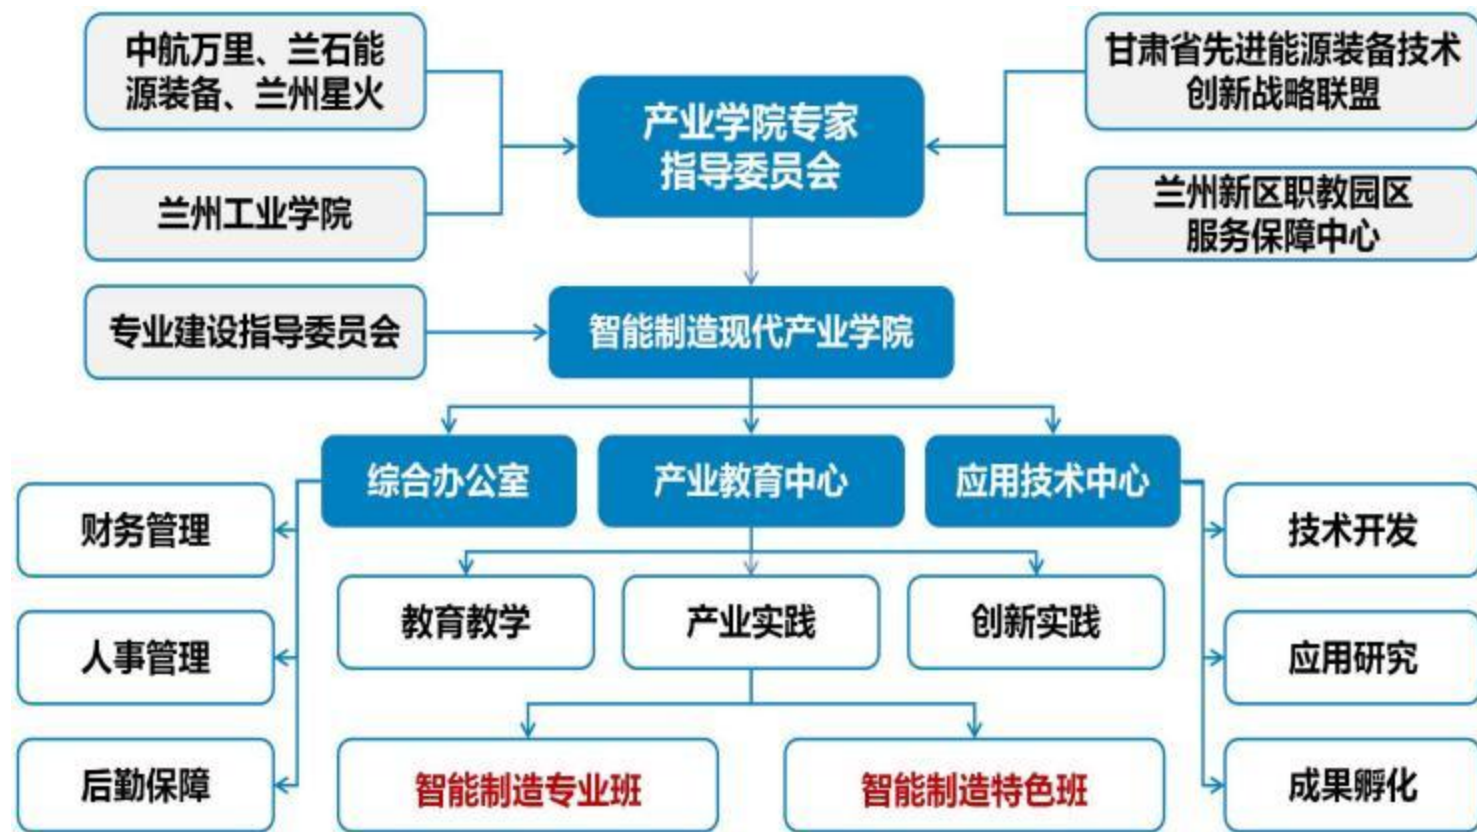 中航万里、兰石能
源装备、兰州星火
甘肃省先进能源装备技术
创新战略联盟
产业学院专家
指导委员会
兰州工业学院
兰州新区职教园区
服务保障中心
专业建设指导委员会
智能制造现代产业学院
综合办公室
产业教育中心
应用技术中心
财务管理
技术开发
教育教学
产业实践
创新实践
人事管理
应用研究
后勤保障
智能制造专业班
智能制造特色班
成果孵化